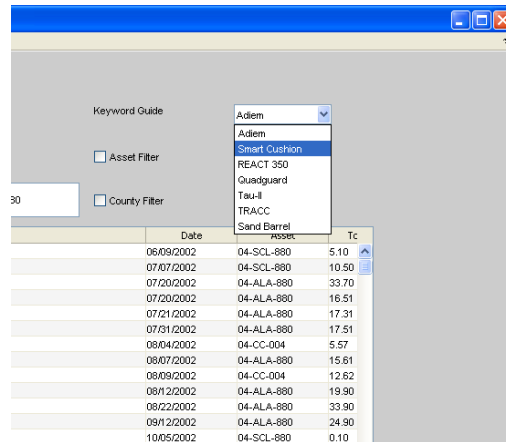 Keyword Guide
Adiem
Adiem
Smart Cushion
REACT 350
Quadguard
Tau-II
TRACC
Sand Barrel
Asset Filter
80
County Filter
Date Asset Tc
06/09/2002 04-SCL-880 5.10
07/07/2002 04-SCL-880 10.50
07/20/2002 04-ALA-880 33.70
07/20/2002 04-ALA-880 16.51
07/21/2002 04-ALA-880 17.31
07/31/2002 04-ALA-880 17.51
08/04/2002 04-CC-004 5.57
08/07/2002 04-ALA-880 15.61
08/09/2002 04-CC-004 12.62
08/12/2002 04-ALA-880 19.90
08/22/2002 04-ALA-880 33.90
09/12/2002 04-ALA-880 24.90
10/05/2002 04-SCL-880 0.10